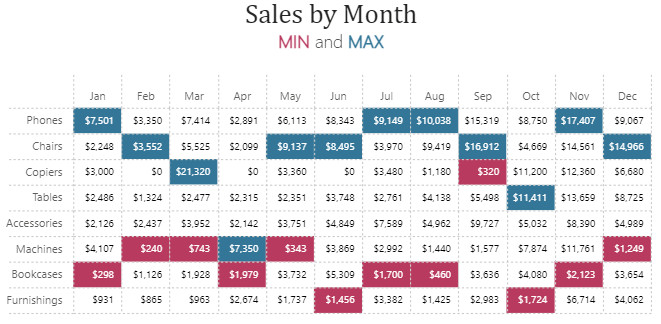 Sales by Month
MIN and MAX
Jan Feb Mar Apr May Jun Jul Aug Sep Oct Nov Dec
Phones $7,501 $3,350 $7,414 $2,891 $6,113 $8,343 $9,149 $10,038 $15,319 $8,750 $17,407 $9,067
Chairs $2,248 $3,552 $5,525 $2,099 $9,137 $8,495 $3,970 $9,419 $16,912 $4,669 $14,561 $14,966
Copiers $3,000 $0 $21,320 $0 $3,360 $0 $3,480 $1,180 $320 $11,200 $12,360 $6,680
Tables $2,486 $1,324 $2,477 $2,315 $2,351 $3,748 $2,761 $4,138 $5,498 $11,411 $13,659 $8,725
Accessories $2,126 $2,437 $3,952 $2,142 $3,751 $4,849 $7,589 $4,962 $9,727 $5,032 $8,390 $4,989
Machines $4,107 $240 $743 $7,350 $343 $3,869 $2,992 $1,440 $1,577 $7,874 $11,761 $1,249
Bookcases $298 $1,126 $1,928 $1,979 $3,732 $5,309 $1,700 $460 $3,636 $4,080 $2,123 $3,654
Furnishings $931 $865 $963 $2,674 $1,737 $1,456 $3,382 $1,425 $2,983 $1,724 $6,714 $4,062